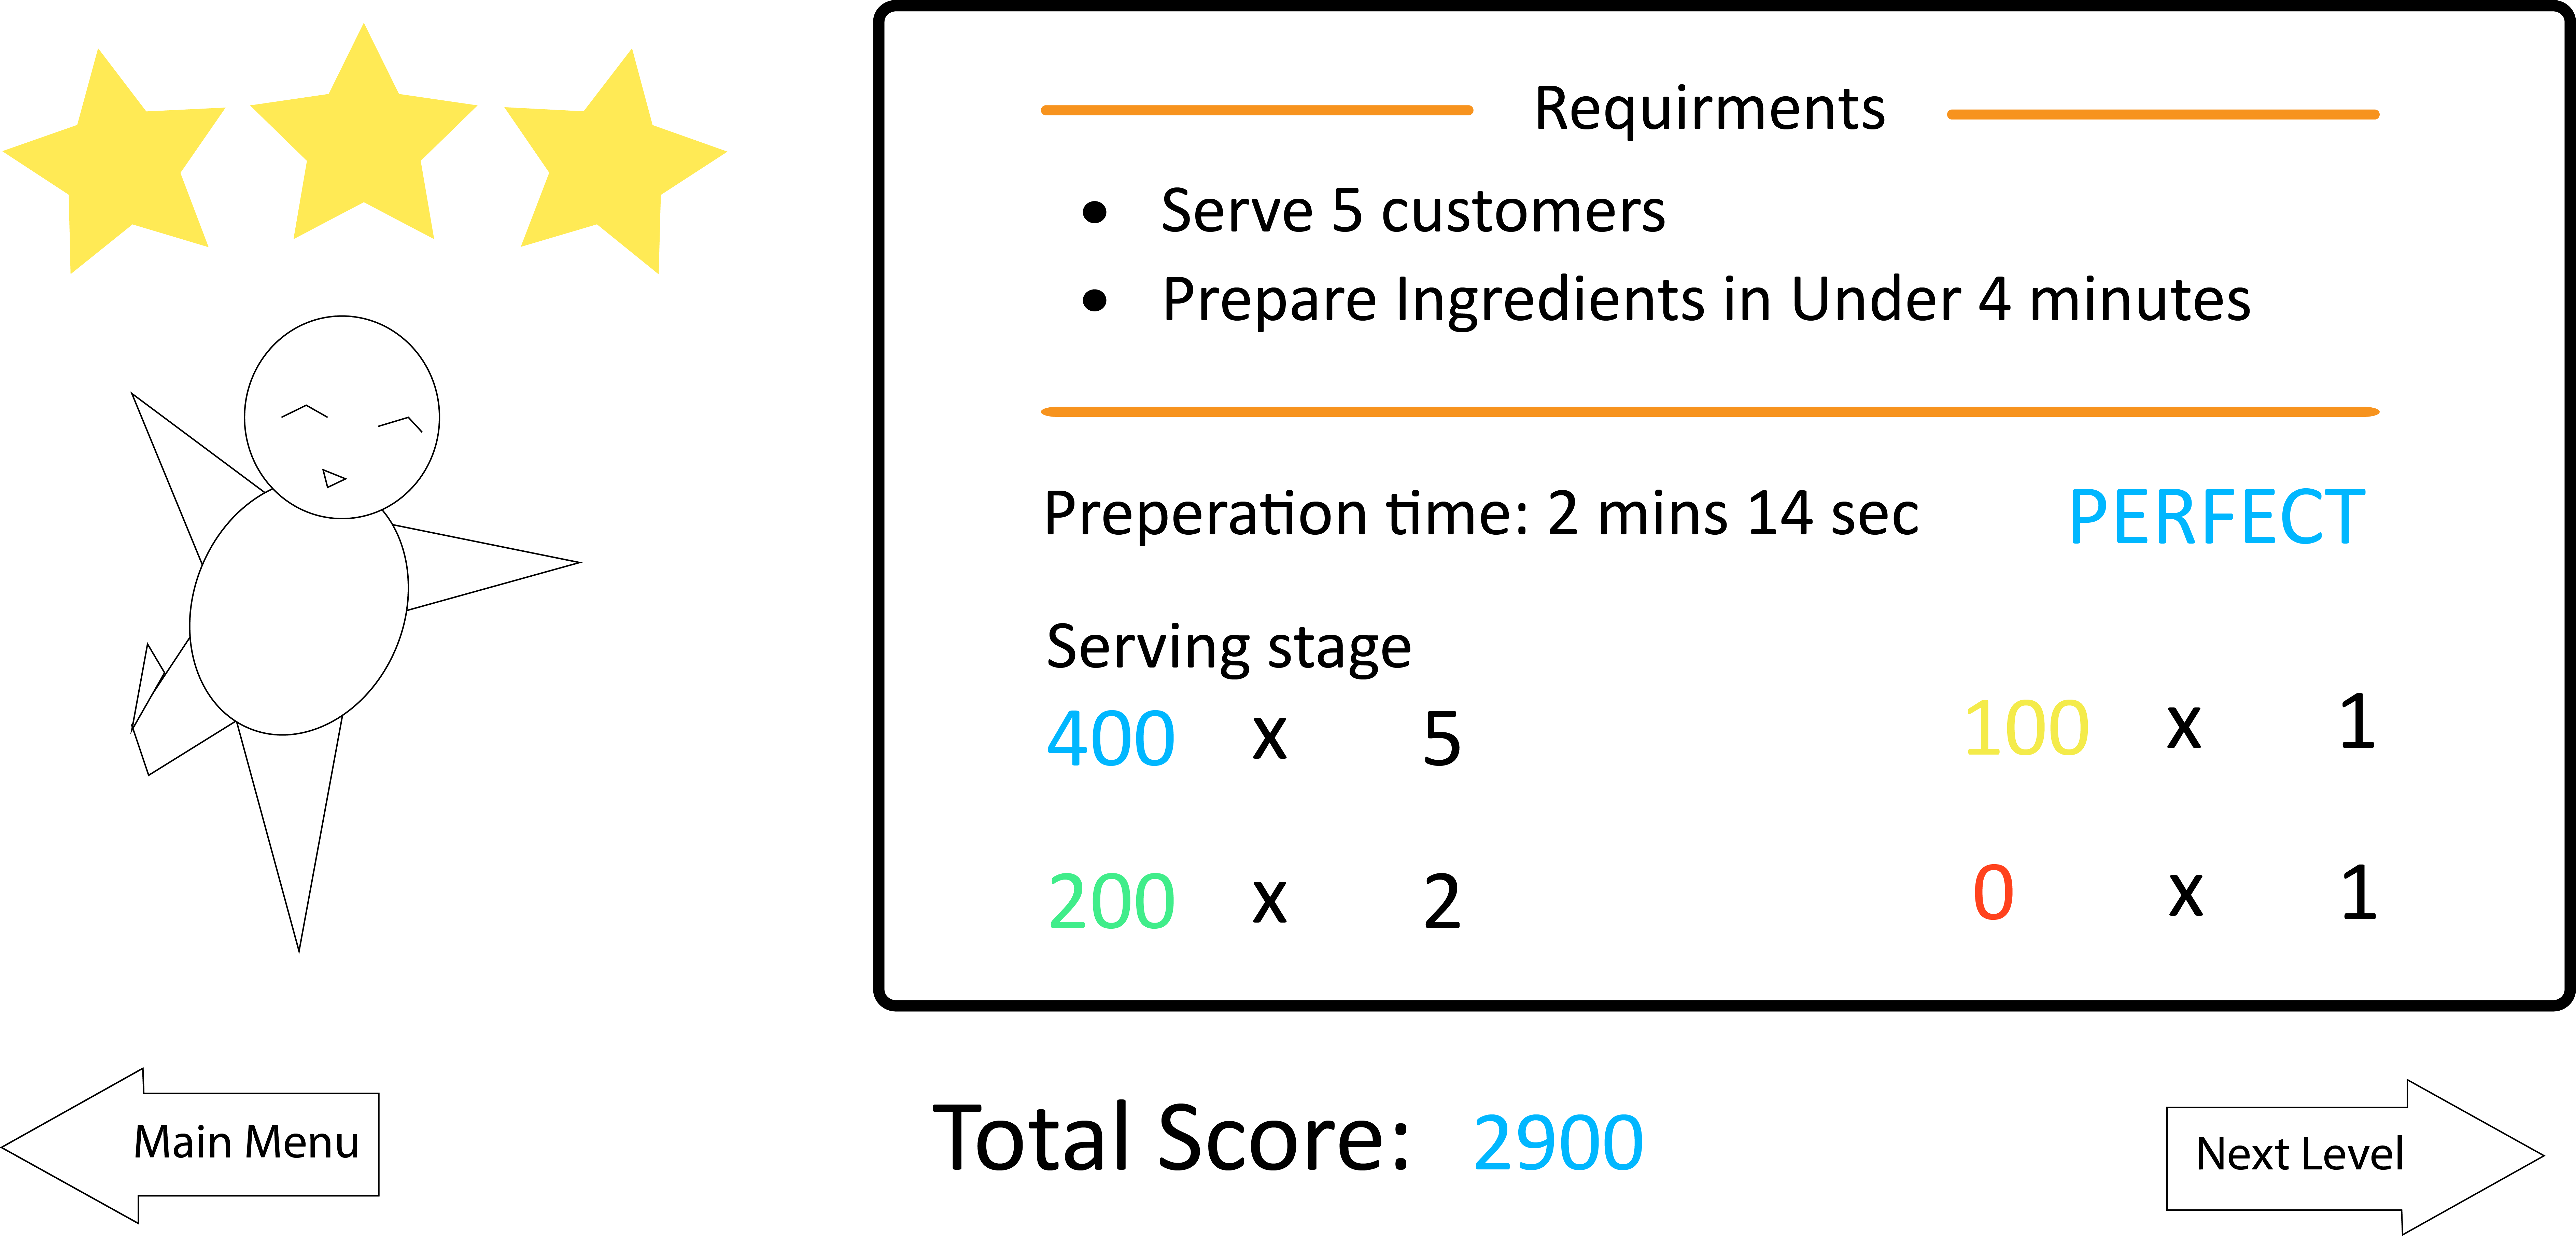 Requirments
• Serve 5 customers
• Prepare Ingredients in Under 4 minutes
Preperation time: 2 mins 14 sec PERFECT
Serving stage
400 x 5 100 x 1
200 x 2 0 x 1
Main Menu
Total Score: 2900
Next Level